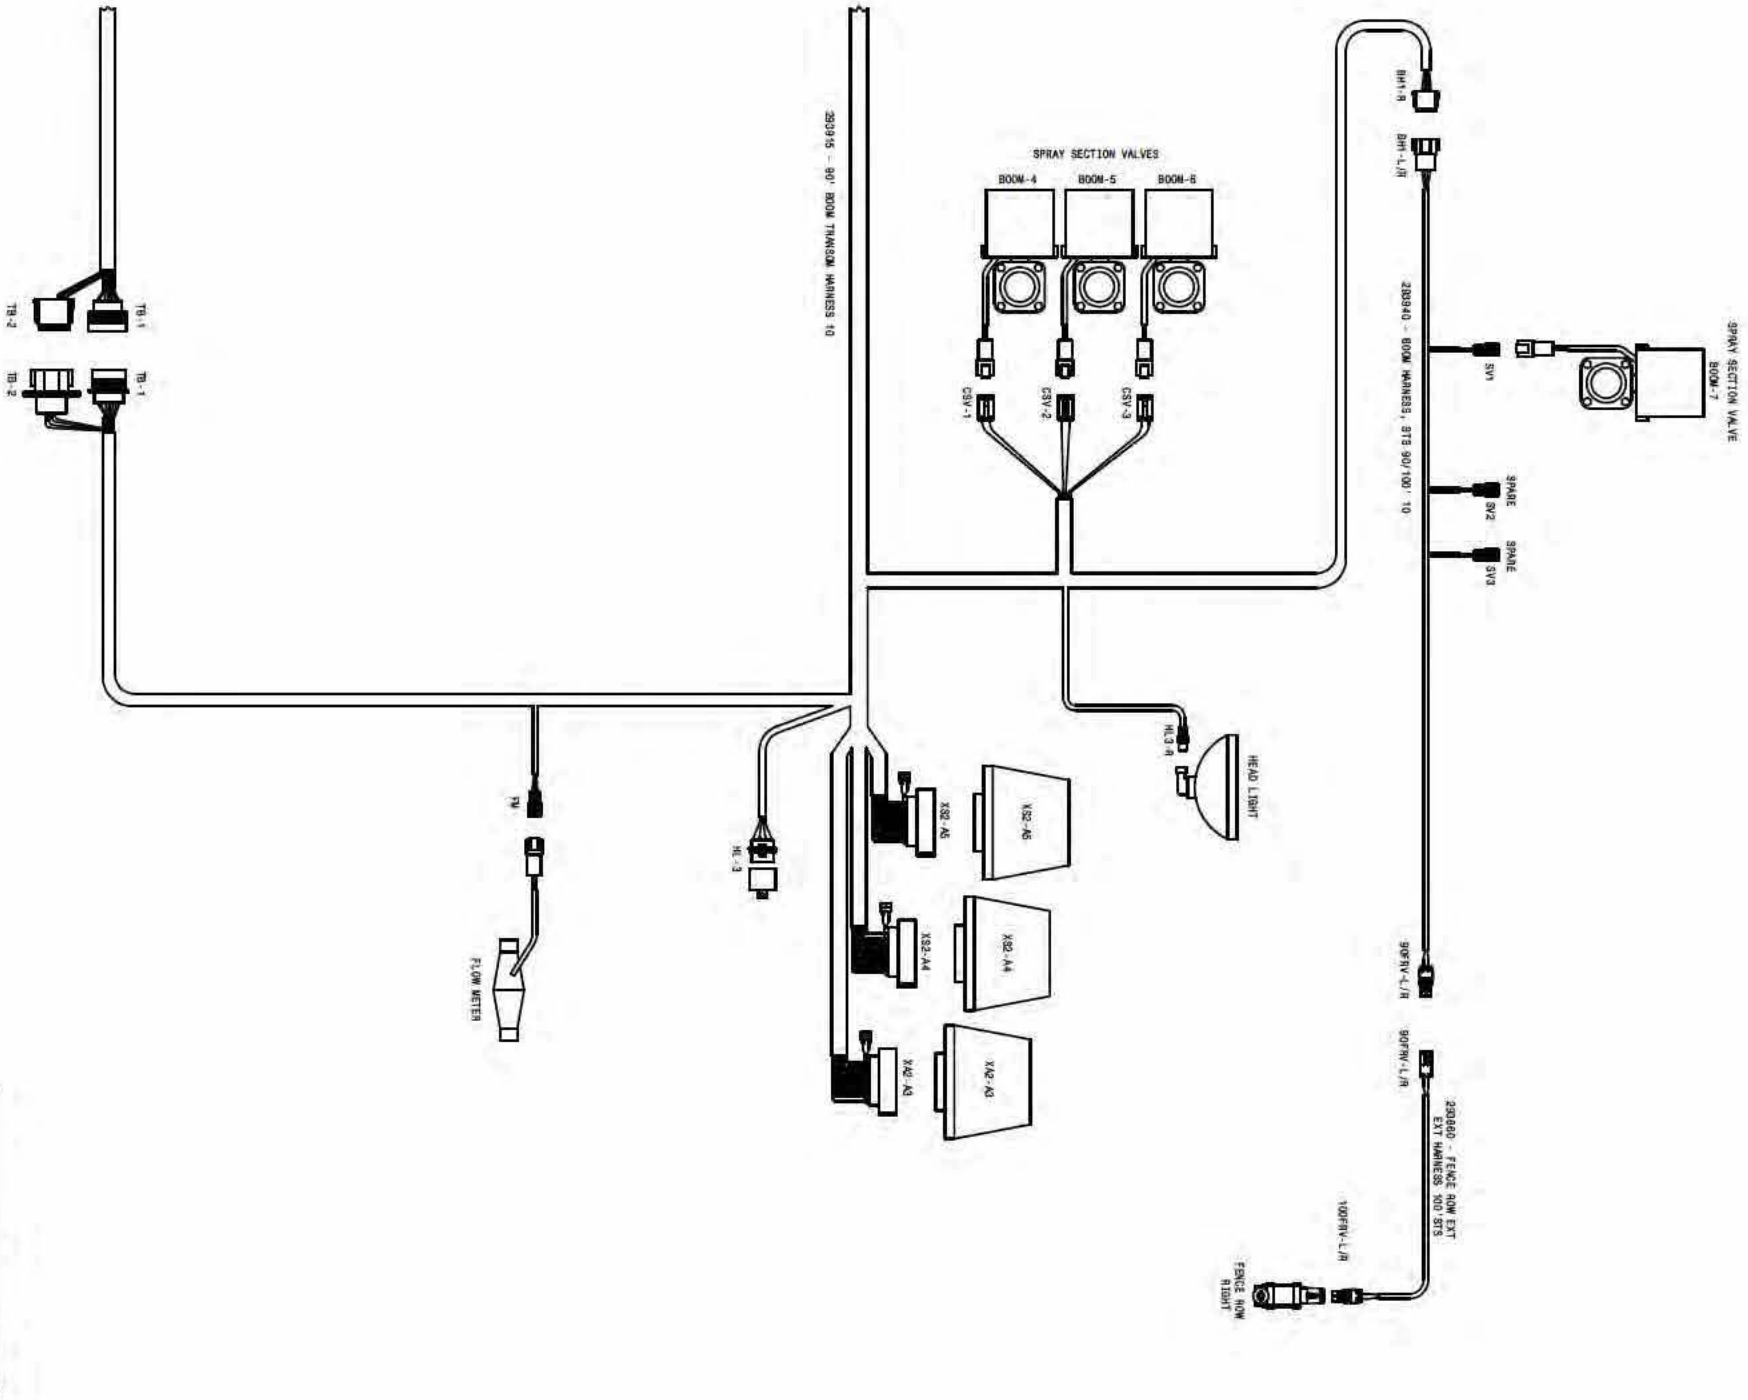 SPRAY SECTION VALVES
BOOM-4
BOOM-5
BOOM-6
CSV-1
CSV-2
CSV-3
BH1-R
BH1-L/R
SPRAY SECTION VALVE
BOOM-7
SV1
SPARE
SV2
SPARE
SV3
- BOOM HARNESS, STS 90/100' 10
- 90' BOOM TRANSOM HARNESS 10
TB-1
TB-2
TB-1
TB-2
HL3-R
HEAD LIGHT
XS2-A5
XS2-A5
XS2-A4
XS2-A4
XA2-A3
XA2-A3
HL-3
FM
FLOW METER
90FRV-L/R
90FRV-L/R
- FENCE ROW EXT
EXT HARNESS 100'STS
100FRV-L/R
FENCE ROW
RIGHT